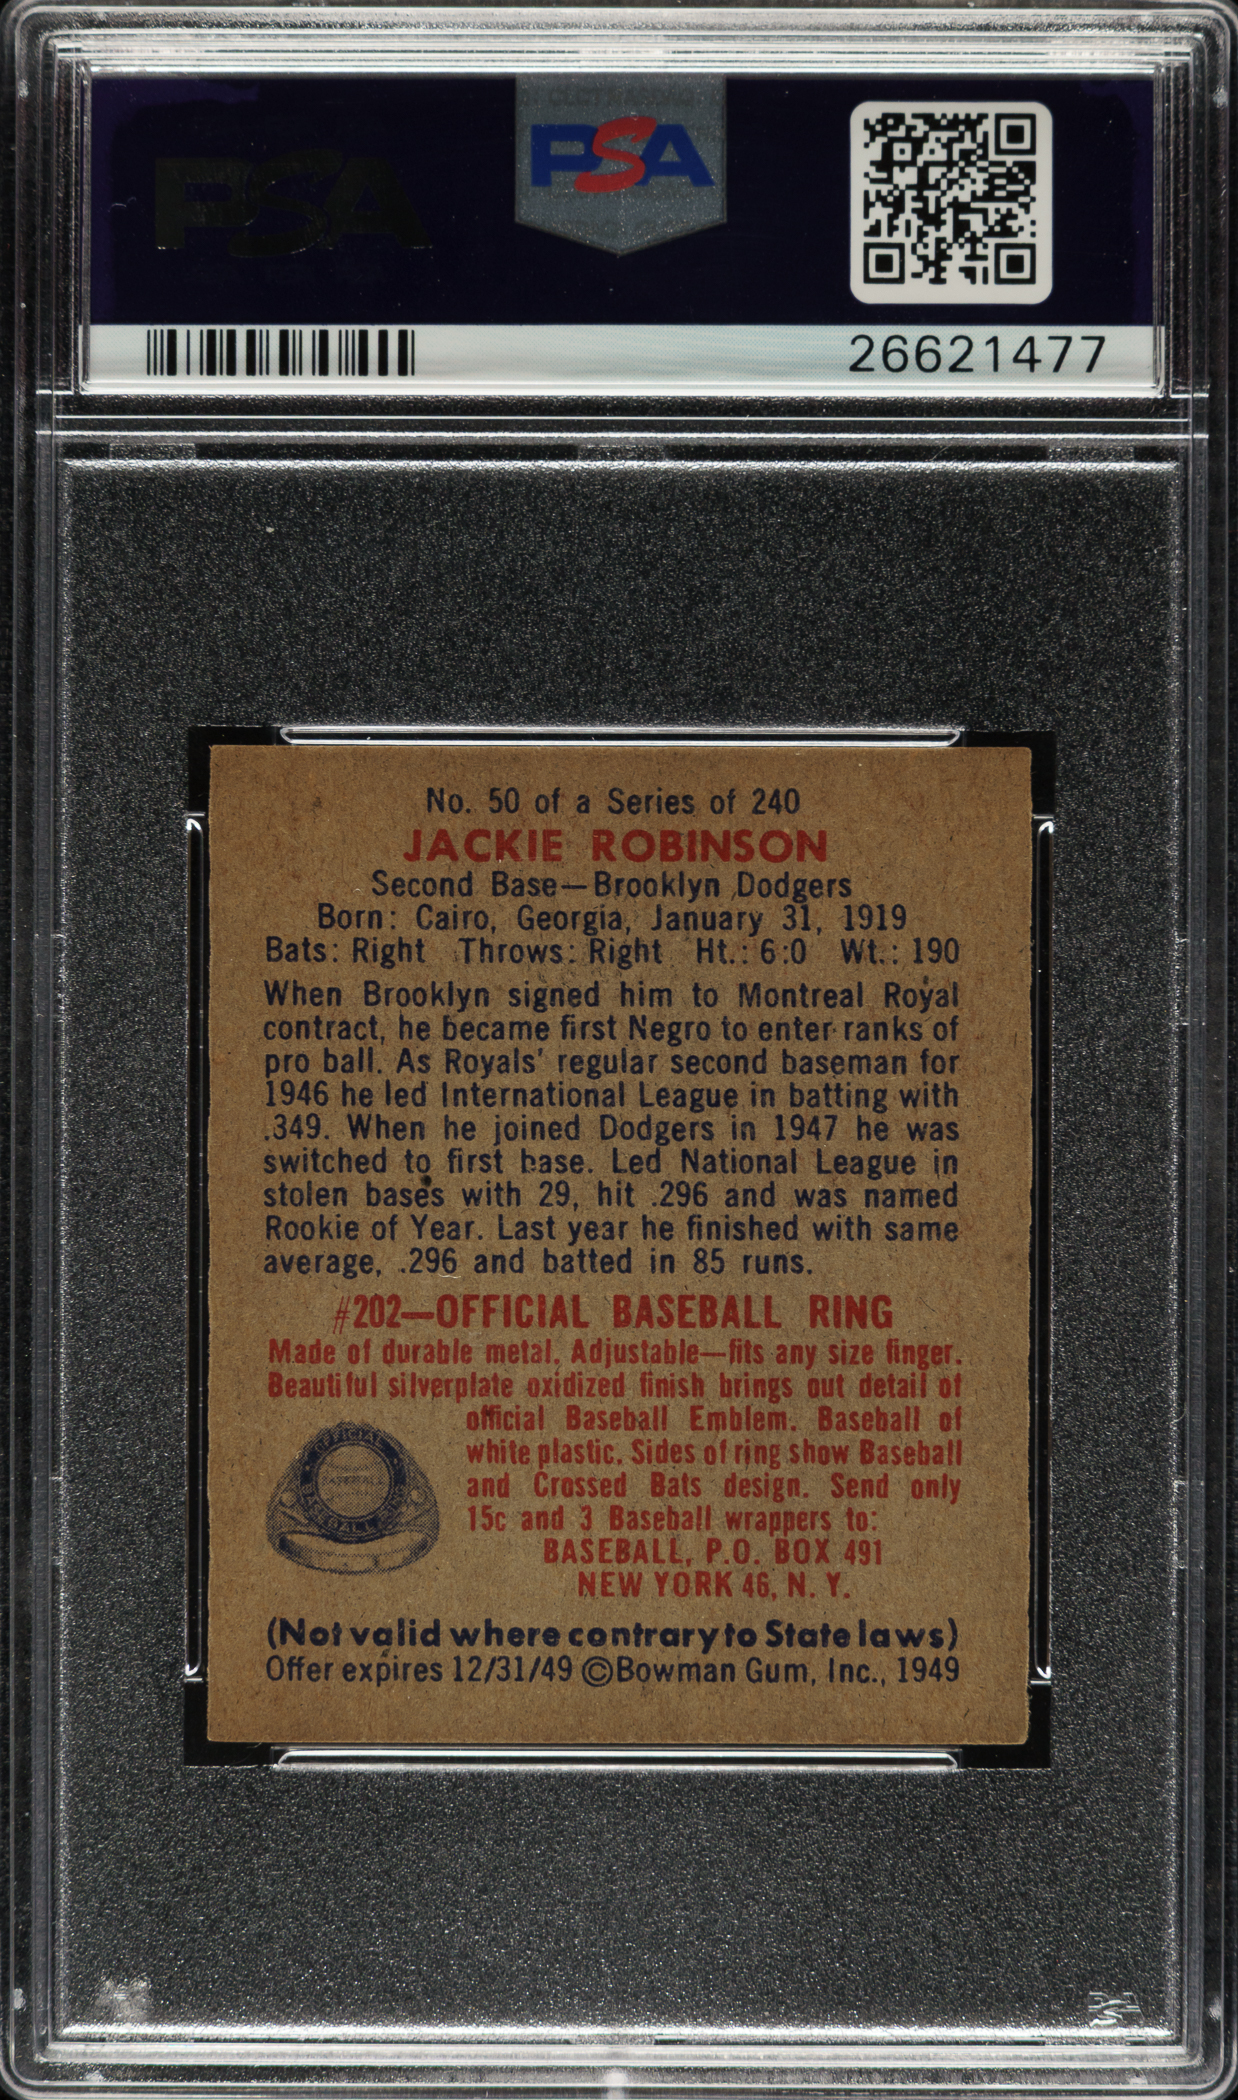 PSA
PSA
26621477
No. 50 of a Series of 240
JACKIE ROBINSON
Second Base—Brooklyn Dodgers
Born: Cairo, Georgia, January 31, 1919
Bats: Right Throws: Right Ht.: 6:0 Wt.: 190
When Brooklyn signed him to Montreal Royal
contract, he became first Negro to enter ranks of
pro ball. As Royals' regular second baseman for
1946 he led International League in batting with
.349. When he joined Dodgers in 1947 he was
switched to first base. Led National League in
stolen bases with 29, hit .296 and was named
Rookie of Year. Last year he finished with same
average, .296 and batted in 85 runs.
#202—OFFICIAL BASEBALL RING
Made of durable metal. Adjustable—fits any size finger.
Beautiful silverplate oxidized finish brings out detail of
official Baseball Emblem. Baseball of
white plastic. Sides of ring show Baseball
and Crossed Bats design. Send only
15c and 3 Baseball wrappers to:
BASEBALL, P.O. BOX 491
NEW YORK 46, N. Y.
OFFICIAL
BASEBALL
BASEBALL RING
(Not valid where contrary to State laws)
Offer expires 12/31/49 ©Bowman Gum, Inc., 1949
PSA